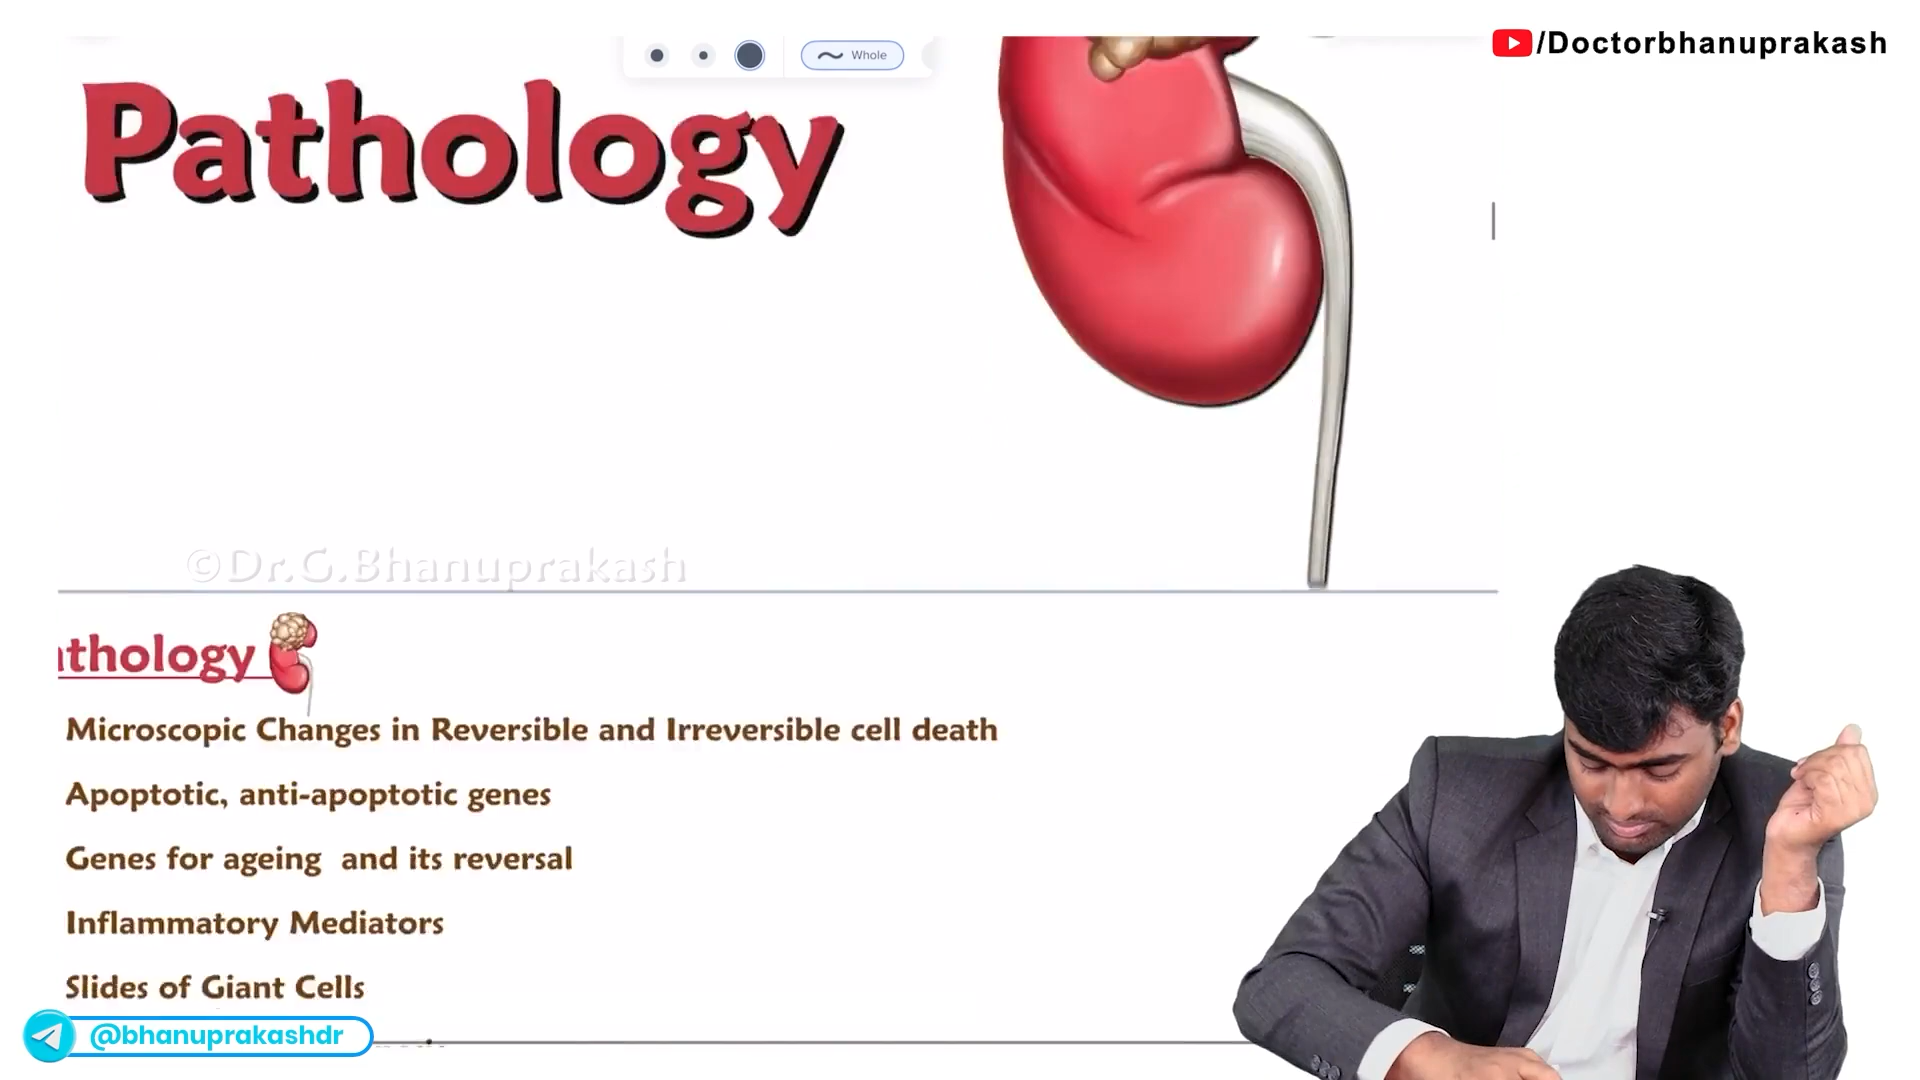 /Doctorbhanuprakash
Whole
Pathology
©Dr.G.Bhanuprakash
athology
Microscopic Changes in Reversible and Irreversible cell death
Apoptotic, anti-apoptotic genes
Genes for ageing and its reversal
Inflammatory Mediators
Slides of Giant Cells
@bhanuprakashdr